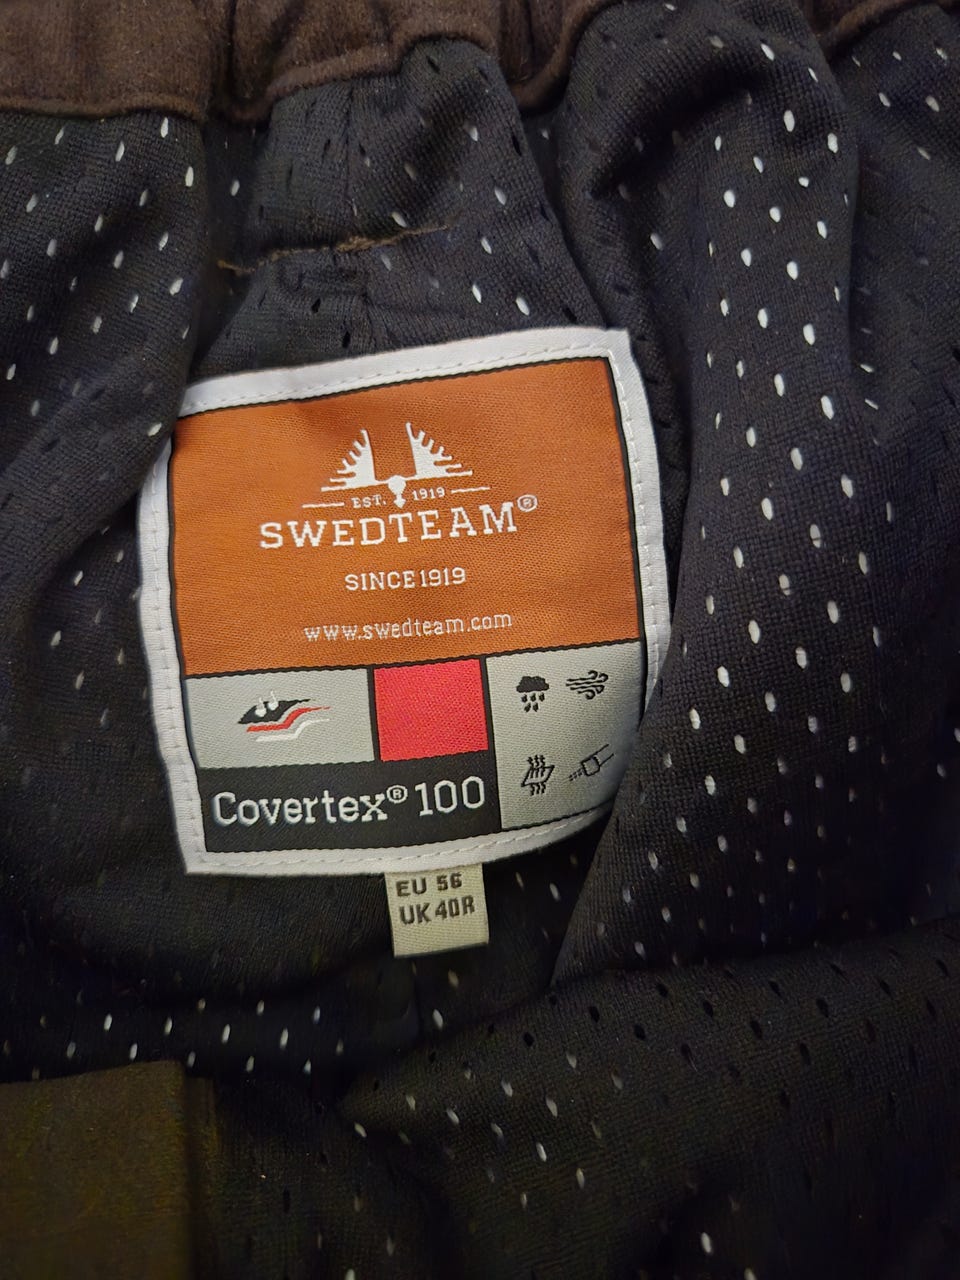 EST. 1919
SWEDTEAM®
SINCE 1919
www.swedteam.com
Covertex® 100
EU 56
UK 40R